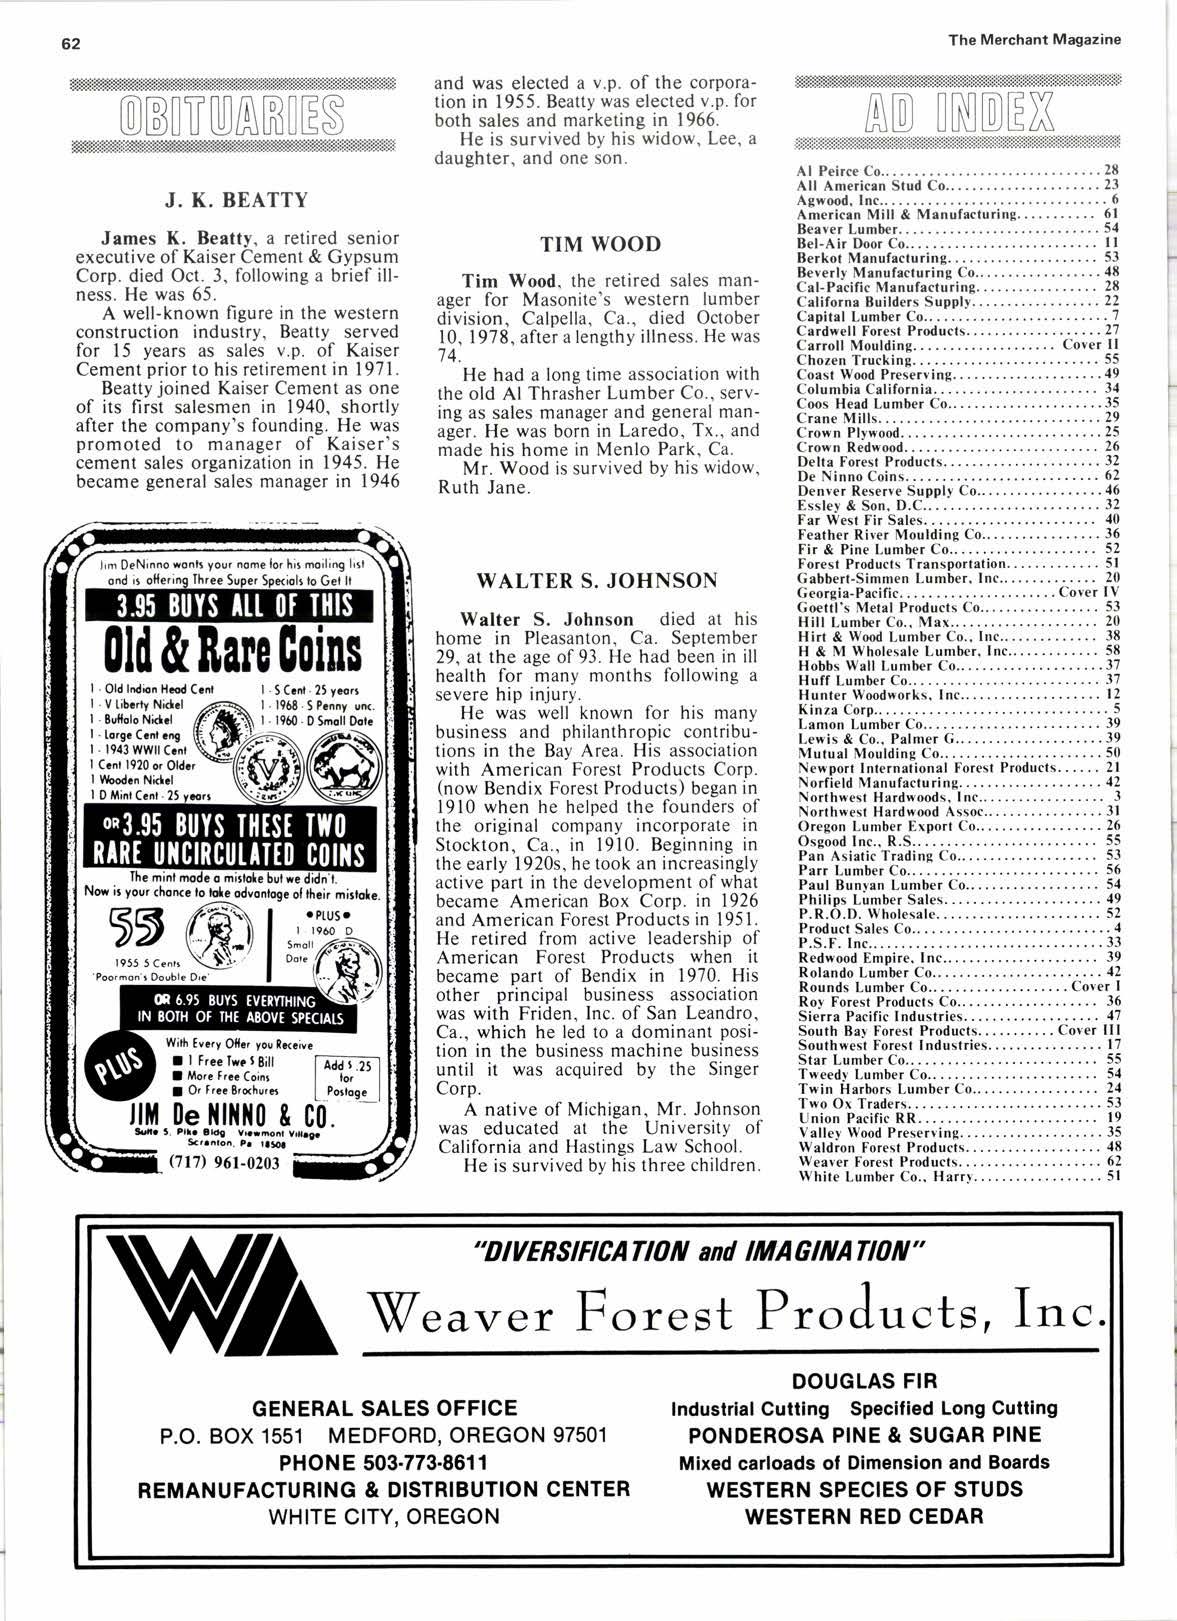 62
The Merchant Magazine
OBITUARIES
J. K. BEATTY
James K. Beatty, a retired senior
executive of Kaiser Cement & Gypsum
Corp. died Oct. 3, following a brief ill-
ness. He was 65.
A well-known figure in the western
construction industry, Beatty served
for 15 years as sales v.p. of Kaiser
Cement prior to his retirement in 1971.
Beatty joined Kaiser Cement as one
of its first salesmen in 1940, shortly
after the company's founding. He was
promoted to manager of Kaiser's
cement sales organization in 1945. He
became general sales manager in 1946
and was elected a v.p. of the corpora-
tion in 1955. Beatty was elected v.p. for
both sales and marketing in 1966.
He is survived by his widow, Lee, a
daughter, and one son.
TIM WOOD
Tim Wood, the retired sales man-
ager for Masonite's western lumber
division, Calpella, Ca., died October
10, 1978, after a lengthy illness. He was
74.
He had a long time association with
the old Al Thrasher Lumber Co., serv-
ing as sales manager and general man-
ager. He was born in Laredo, Tx., and
made his home in Menlo Park, Ca.
Mr. Wood is survived by his widow,
Ruth Jane.
WALTER S. JOHNSON
Walter S. Johnson died at his
home in Pleasanton, Ca. September
29, at the age of 93. He had been in ill
health for many months following a
severe hip injury.
He was well known for his many
business and philanthropic contribu-
tions in the Bay Area. His association
with American Forest Products Corp.
(now Bendix Forest Products) began in
1910 when he helped the founders of
the original company incorporate in
Stockton, Ca., in 1910. Beginning in
the early 1920s, he took an increasingly
active part in the development of what
became American Box Corp. in 1926
and American Forest Products in 1951.
He retired from active leadership of
American Forest Products when it
became part of Bendix in 1970. His
other principal business association
was with Friden, Inc. of San Leandro,
Ca., which he led to a dominant posi-
tion in the business machine business
until it was acquired by the Singer
Corp.
A native of Michigan, Mr. Johnson
was educated at the University of
California and Hastings Law School.
He is survived by his three children.
Jim DeNinno wants your name for his mailing list
and is offering Three Super Specials to Get It
3.95 BUYS ALL OF THIS
Old & Rare Coins
1 - Old Indian Head Cent
1 - V Liberty Nickel
1 - Buffalo Nickel
1 - Large Cent eng
1 - 1943 WWII Cent
1 Cent 1920 or Older
1 Wooden Nickel
1 D Mint Cent - 25 years
1 - S Cent - 25 years
1 - 1968 - S Penny unc.
1 - 1960 - D Small Date
OR 3.95 BUYS THESE TWO
RARE UNCIRCULATED COINS
The mint made a mistake but we didn't.
Now is your chance to take advantage of their mistake.
55
1955 5 Cents
'Poorman's Double Die'
•PLUS•
1 1960 D
Small
Date
OR 6.95 BUYS EVERYTHING
IN BOTH OF THE ABOVE SPECIALS
PLUS
With Every Offer you Receive
■ 1 Free Two $ Bill
■ More Free Coins
■ Or Free Brochures
Add $ .25
for
Postage
JIM De NINNO & CO.
Suite 5, Pike Bldg Viewmont Village
Scranton, Pa 18508
(717) 961-0203
AD INDEX
Al Peirce Co. 28
All American Stud Co. 23
Agwood, Inc. 6
American Mill & Manufacturing 61
Beaver Lumber 54
Bel-Air Door Co. 11
Berkot Manufacturing 53
Beverly Manufacturing Co. 48
Cal-Pacific Manufacturing 28
Californa Builders Supply 22
Capital Lumber Co. 7
Cardwell Forest Products 27
Carroll Moulding Cover II
Chozen Trucking 55
Coast Wood Preserving 49
Columbia California 34
Coos Head Lumber Co. 35
Crane Mills 29
Crown Plywood 25
Crown Redwood 26
Delta Forest Products 32
De Ninno Coins 62
Denver Reserve Supply Co. 46
Essley & Son, D.C. 32
Far West Fir Sales 40
Feather River Moulding Co. 36
Fir & Pine Lumber Co. 52
Forest Products Transportation 51
Gabbert-Simmen Lumber, Inc. 20
Georgia-Pacific Cover IV
Goettl's Metal Products Co. 53
Hill Lumber Co., Max 20
Hirt & Wood Lumber Co., Inc. 38
H & M Wholesale Lumber, Inc. 58
Hobbs Wall Lumber Co. 37
Huff Lumber Co. 37
Hunter Woodworks, Inc. 12
Kinza Corp. 5
Lamon Lumber Co. 39
Lewis & Co., Palmer G. 39
Mutual Moulding Co. 50
Newport International Forest Products 21
Norfield Manufacturing 42
Northwest Hardwoods, Inc. 3
Northwest Hardwood Assoc. 31
Oregon Lumber Export Co. 26
Osgood Inc., R.S. 55
Pan Asiatic Trading Co. 53
Parr Lumber Co. 56
Paul Bunyan Lumber Co. 54
Philips Lumber Sales 49
P.R.O.D. Wholesale 52
Product Sales Co. 4
P.S.F. Inc. 33
Redwood Empire, Inc. 39
Rolando Lumber Co. 42
Rounds Lumber Co. Cover I
Roy Forest Products Co. 36
Sierra Pacific Industries 47
South Bay Forest Products Cover III
Southwest Forest Industries 17
Star Lumber Co. 55
Tweedy Lumber Co. 54
Twin Harbors Lumber Co. 24
Two Ox Traders 53
Union Pacific RR 19
Valley Wood Preserving 35
Waldron Forest Products 48
Weaver Forest Products 62
White Lumber Co., Harry 51
"DIVERSIFICATION and IMAGINATION"
Weaver Forest Products, Inc.
GENERAL SALES OFFICE
P.O. BOX 1551 MEDFORD, OREGON 97501
PHONE 503-773-8611
REMANUFACTURING & DISTRIBUTION CENTER
WHITE CITY, OREGON
DOUGLAS FIR
Industrial Cutting Specified Long Cutting
PONDEROSA PINE & SUGAR PINE
Mixed carloads of Dimension and Boards
WESTERN SPECIES OF STUDS
WESTERN RED CEDAR